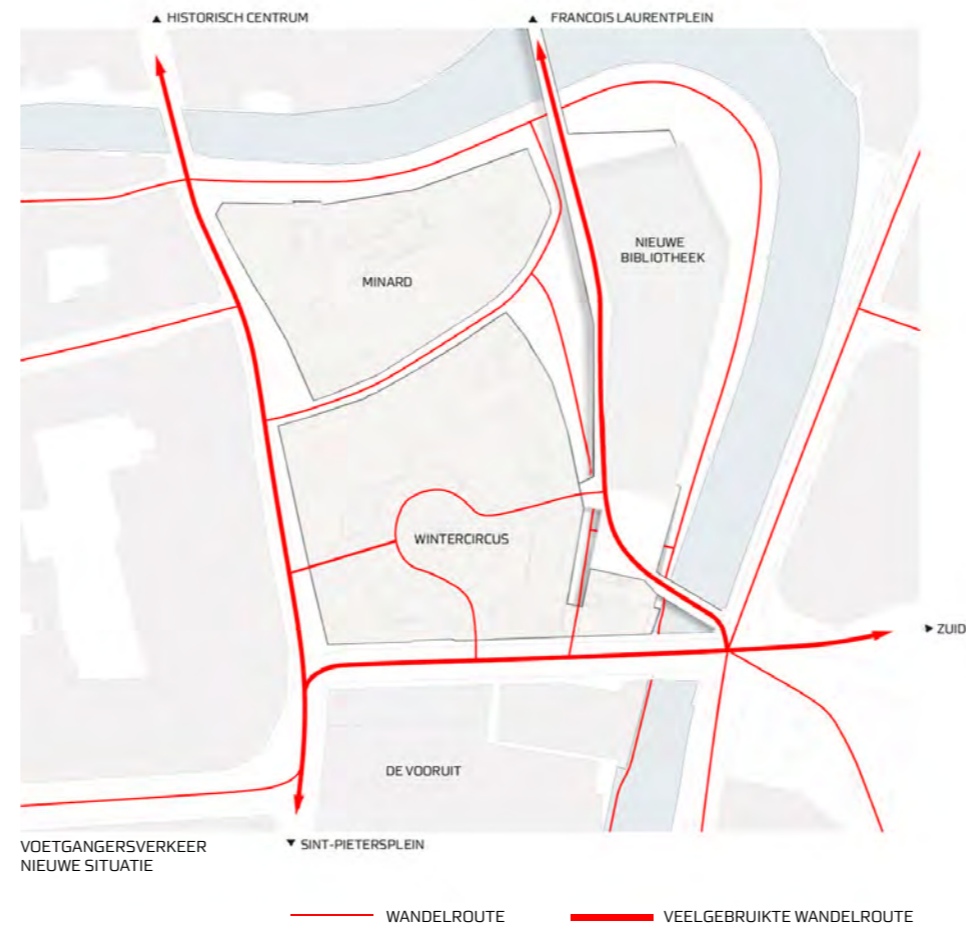 ▲ HISTORISCH CENTRUM
▲ FRANCOIS LAURENTPLEIN
NIEUWE
BIBLIOTHEEK
MINARD
WINTERCIRCUS
▶ ZUID
DE VOORUIT
VOETGANGERSVERKEER
NIEUWE SITUATIE
▼ SINT-PIETERSPLEIN
WANDELROUTE
VEELGEBRUIKTE WANDELROUTE